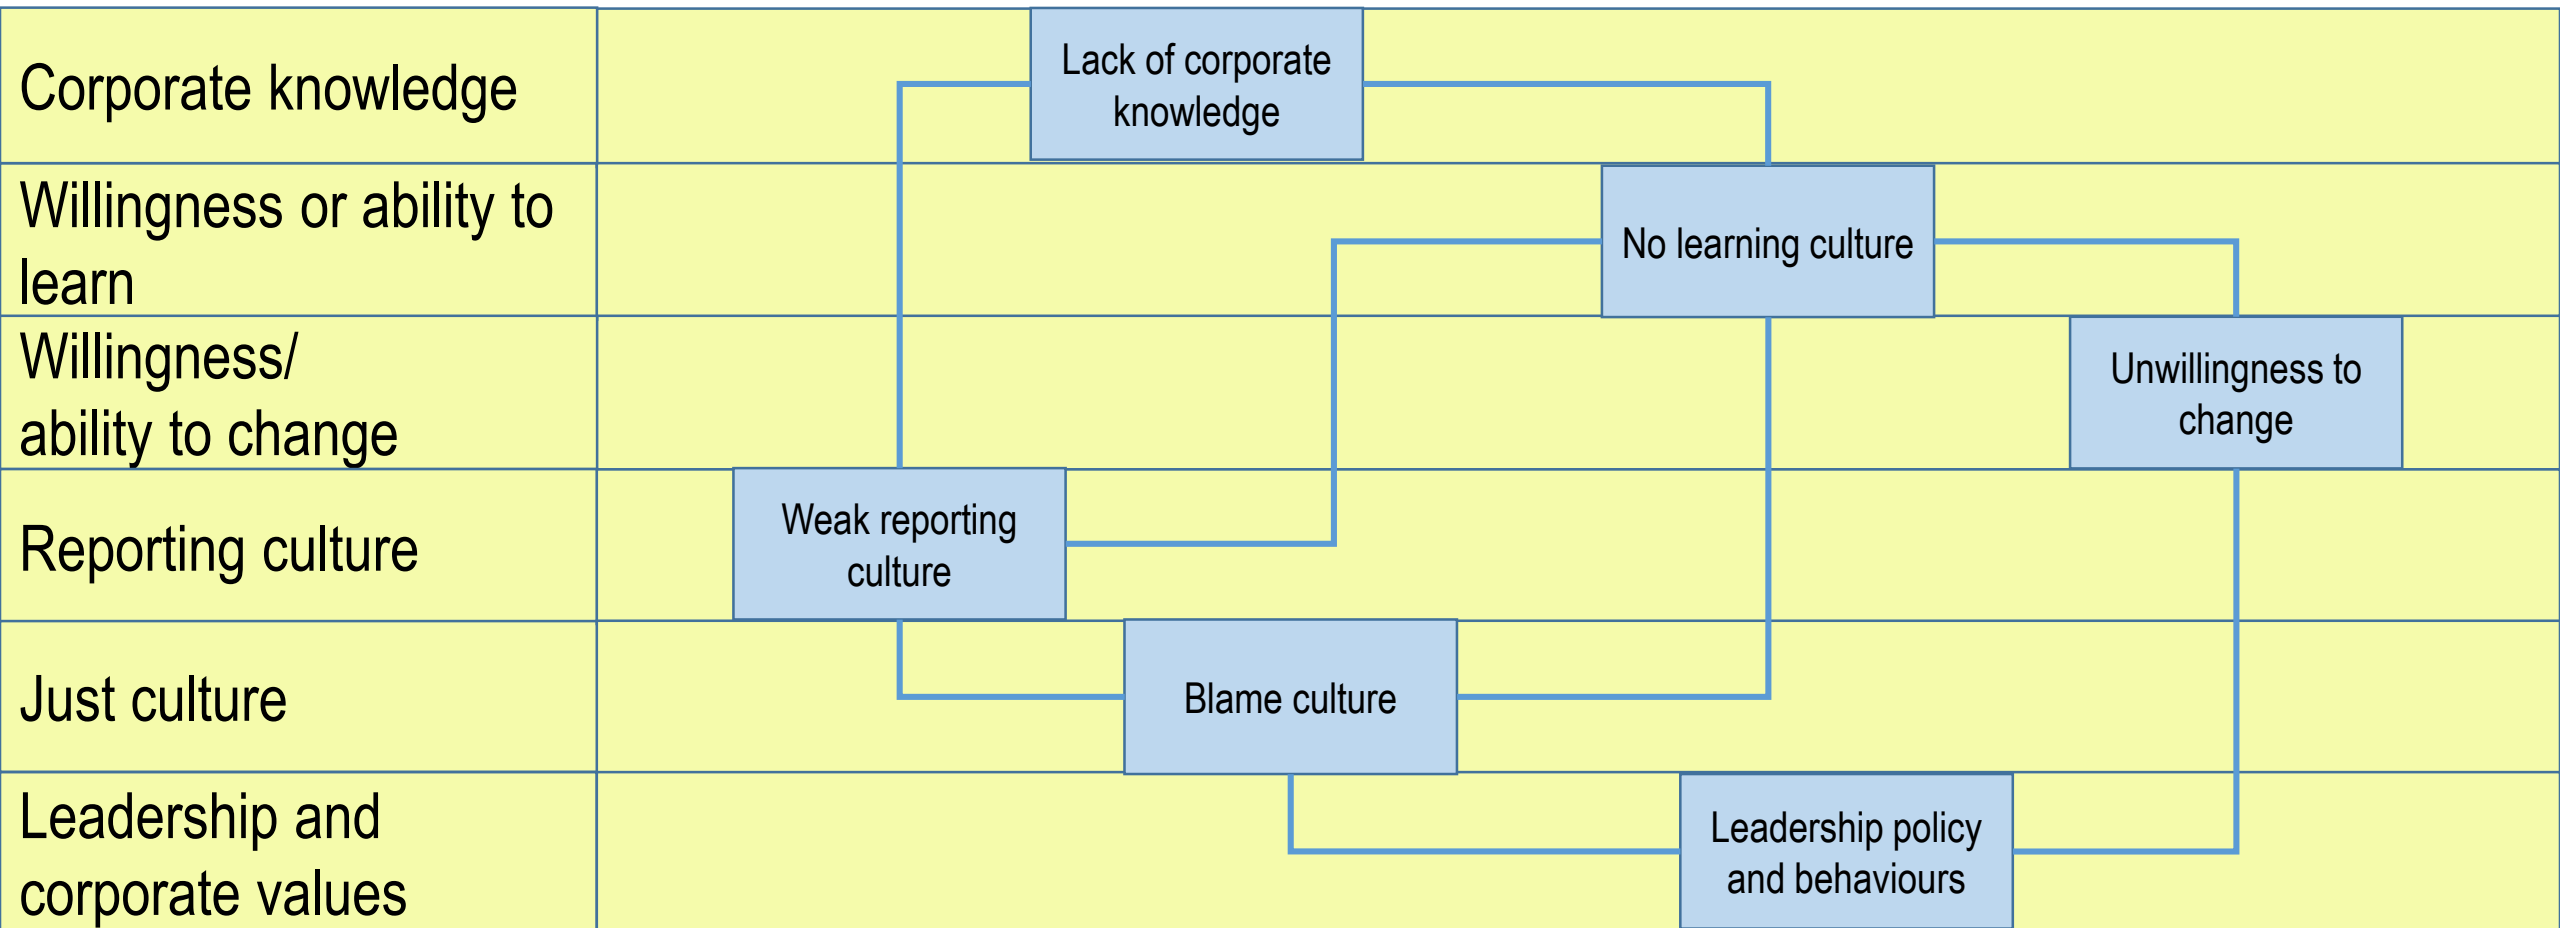 Corporate knowledge
Lack of corporate
knowledge
Willingness or ability to
learn
No learning culture
Willingness/
ability to change
Unwillingness to
change
Reporting culture
Weak reporting
culture
Just culture
Blame culture
Leadership and
corporate values
Leadership policy
and behaviours